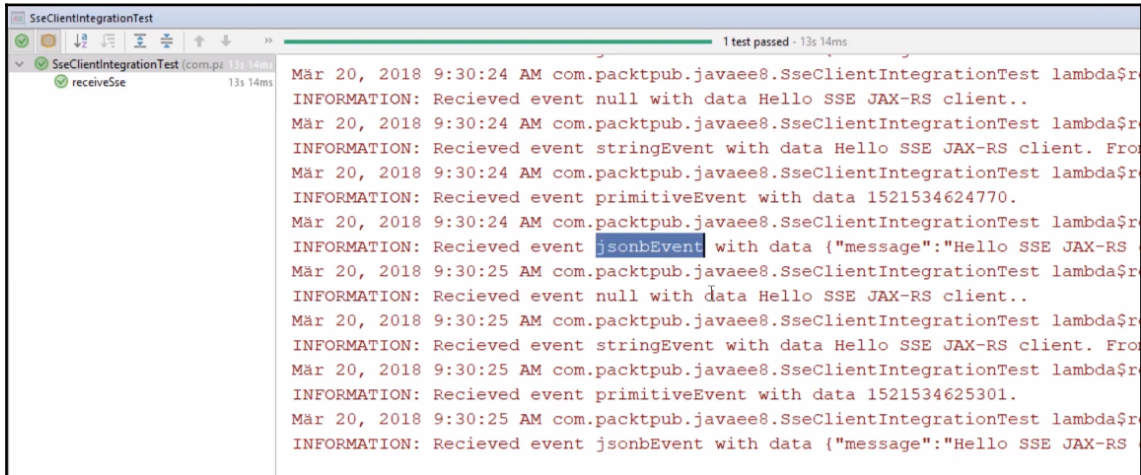 SseClientIntegrationTest
1 test passed - 13s 14ms
SseClientIntegrationTest (com.pa 13s 14ms
receiveSse 13s 14ms
Mär 20, 2018 9:30:24 AM com.packtpub.javaee8.SseClientIntegrationTest lambda$re
INFORMATION: Recieved event null with data Hello SSE JAX-RS client..
Mär 20, 2018 9:30:24 AM com.packtpub.javaee8.SseClientIntegrationTest lambda$re
INFORMATION: Recieved event stringEvent with data Hello SSE JAX-RS client. Fro
Mär 20, 2018 9:30:24 AM com.packtpub.javaee8.SseClientIntegrationTest lambda$re
INFORMATION: Recieved event primitiveEvent with data 1521534624770.
Mär 20, 2018 9:30:24 AM com.packtpub.javaee8.SseClientIntegrationTest lambda$re
INFORMATION: Recieved event jsonbEvent with data {"message":"Hello SSE JAX-RS
Mär 20, 2018 9:30:25 AM com.packtpub.javaee8.SseClientIntegrationTest lambda$re
INFORMATION: Recieved event null with data Hello SSE JAX-RS client..
Mär 20, 2018 9:30:25 AM com.packtpub.javaee8.SseClientIntegrationTest lambda$re
INFORMATION: Recieved event stringEvent with data Hello SSE JAX-RS client. Fro
Mär 20, 2018 9:30:25 AM com.packtpub.javaee8.SseClientIntegrationTest lambda$re
INFORMATION: Recieved event primitiveEvent with data 1521534625301.
Mär 20, 2018 9:30:25 AM com.packtpub.javaee8.SseClientIntegrationTest lambda$re
INFORMATION: Recieved event jsonbEvent with data {"message":"Hello SSE JAX-RS